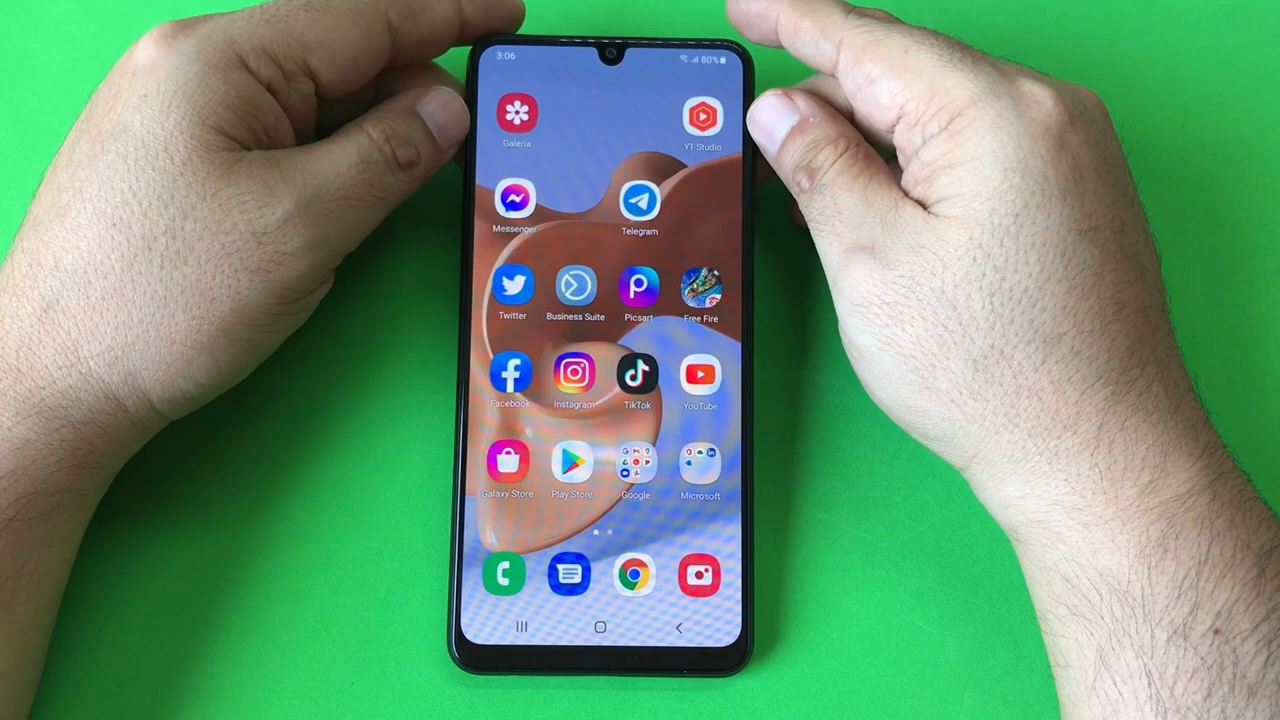 3:06
80%
Galería
YT Studio
Messenger
Telegram
Twitter
Business Suite
Picsart
Free Fire
Facebook
Instagram
TikTok
YouTube
Galaxy Store
Play Store
Google
Microsoft